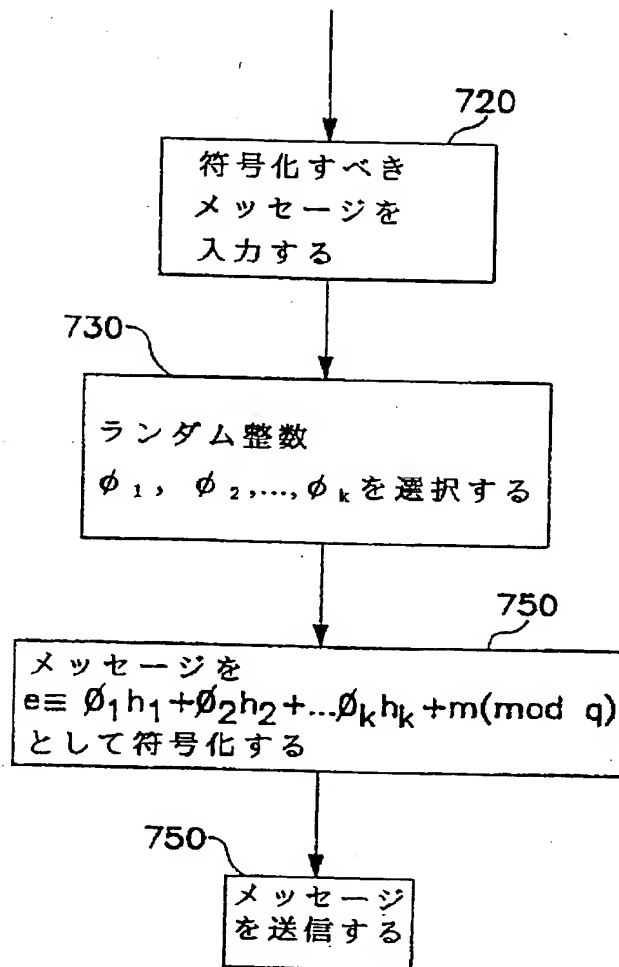 720
符号化すべき
メッセージを
入力する
730
ランダム整数
φ₁, φ₂,...,φₖを選択する
750
メッセージを
e≡ Ø₁h₁+Ø₂h₂+...Øₖhₖ+m(mod q)
として符号化する
750
メッセージ
を送信する